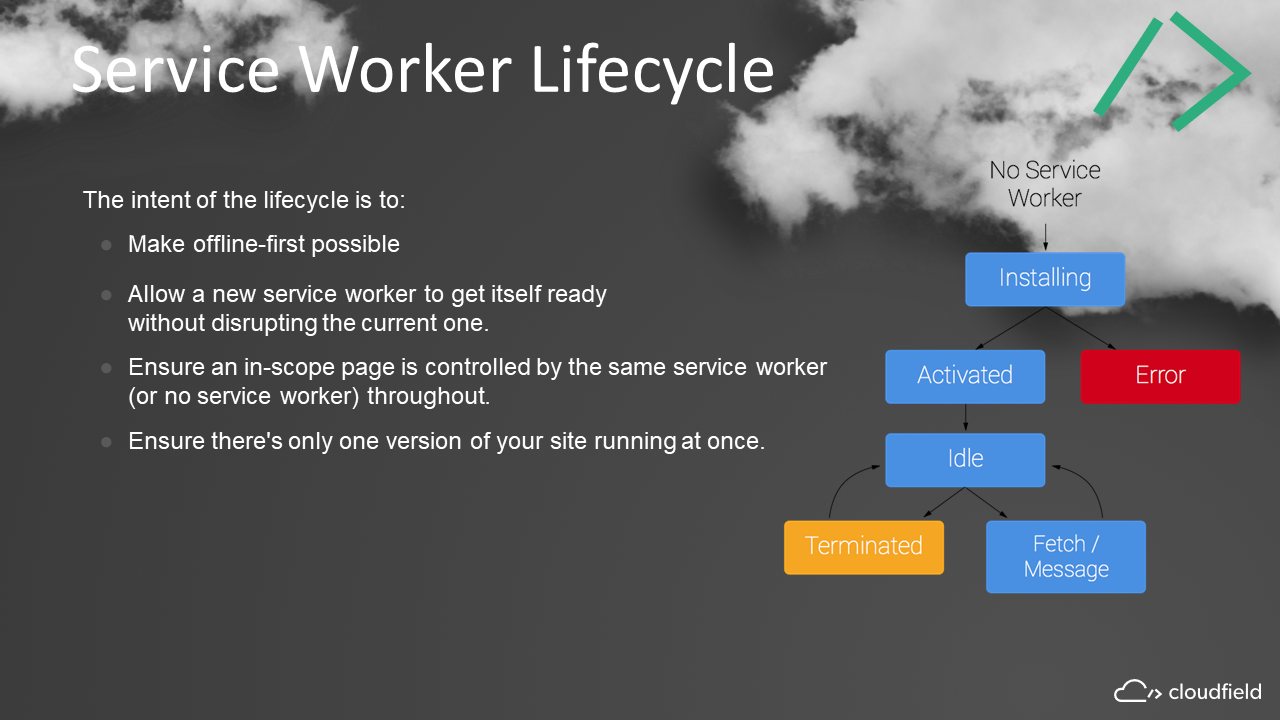 Service Worker Lifecycle
The intent of the lifecycle is to:
Make offline-first possible
Allow a new service worker to get itself ready
without disrupting the current one.
Ensure an in-scope page is controlled by the same service worker
(or no service worker) throughout.
Ensure there's only one version of your site running at once.
No Service
Worker
Installing
Activated
Error
Idle
Terminated
Fetch /
Message
cloudfield